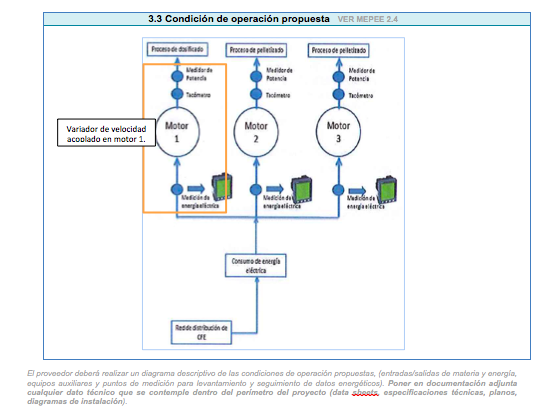 3.3 Condición de operación propuesta VER MEPEE 2.4
Proceso de dosificado
Proceso de peletizado
Proceso de peletizado
Medidor de Potencia
Medidor de Potencia
Medidor de Potencia
Tacómetro
Tacómetro
Tacómetro
Variador de velocidad
acoplado en motor 1.
Motor
1
Motor
2
Motor
3
Medición de
energía eléctrica
Medición de
energía eléctrica
Medición de
energía eléctrica
Consumo de energía
eléctrica
Red de distribución de
CFE
El proveedor deberá realizar un diagrama descriptivo de las condiciones de operación propuestas, (entradas/salidas de materia y energía,
equipos auxiliares y puntos de medición para levantamiento y seguimiento de datos energéticos). Poner en documentación adjunta
cualquier dato técnico que se contemple dentro del perímetro del proyecto (data sheets, especificaciones técnicas, planos,
diagramas de instalación).